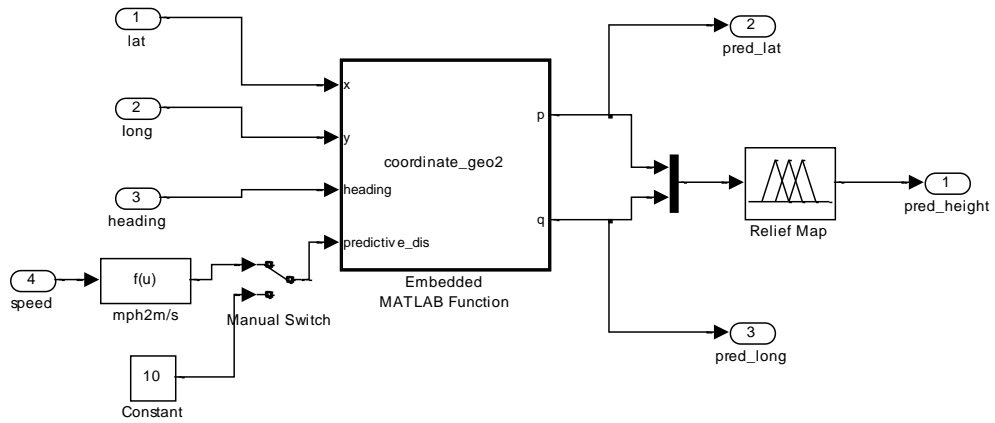 1
lat
2
long
3
heading
4
speed
f(u)
mph2m/s
Manual Switch
10
Constant
x
y
heading
predictive_dis
coordinate_geo2
p
q
Embedded
MATLAB Function
2
pred_lat
Relief Map
1
pred_height
3
pred_long